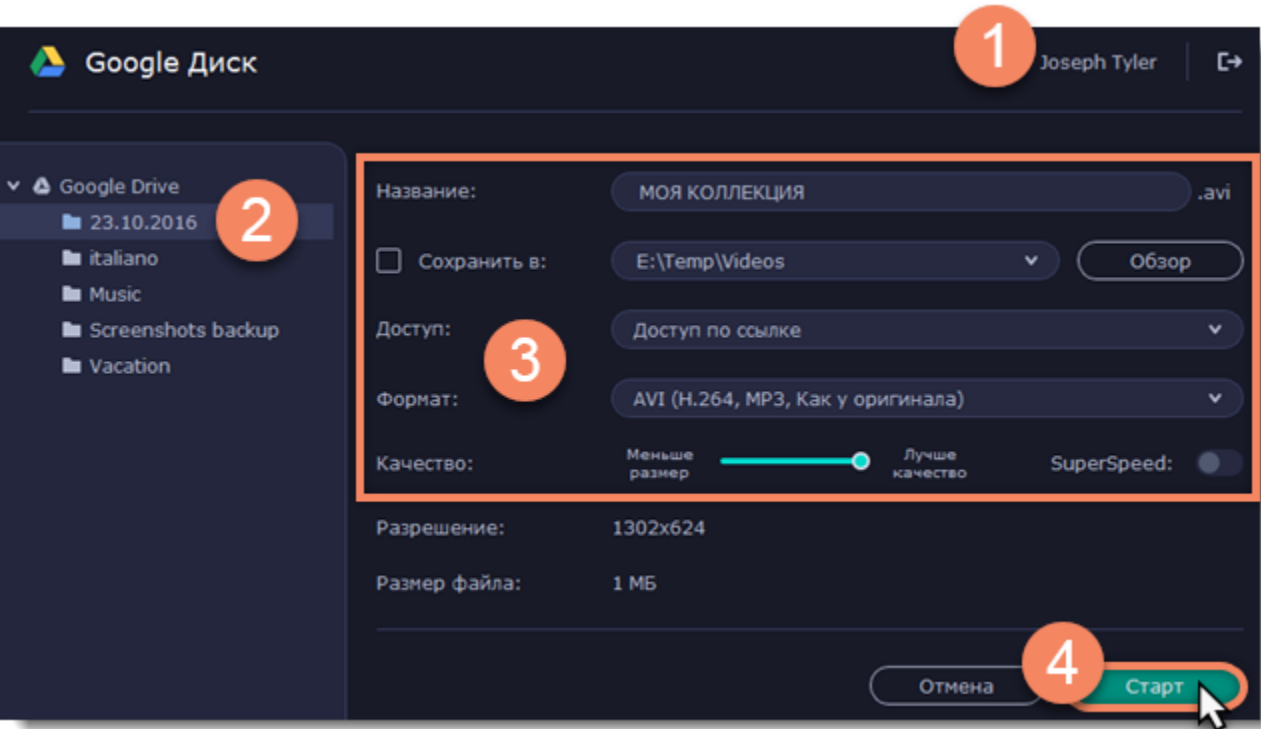 Google Диск
1
Joseph Tyler
Google Drive
23.10.2016
2
italiano
Music
Screenshots backup
Vacation
Название:
МОЯ КОЛЛЕКЦИЯ
.avi
Сохранить в:
E:\Temp\Videos
Обзор
Доступ:
Доступ по ссылке
3
Формат:
AVI (H.264, MP3, Как у оригинала)
Качество:
Меньше
размер
Лучше
качество
SuperSpeed:
Разрешение:
1302x624
Размер файла:
1 МБ
Отмена
4
Старт